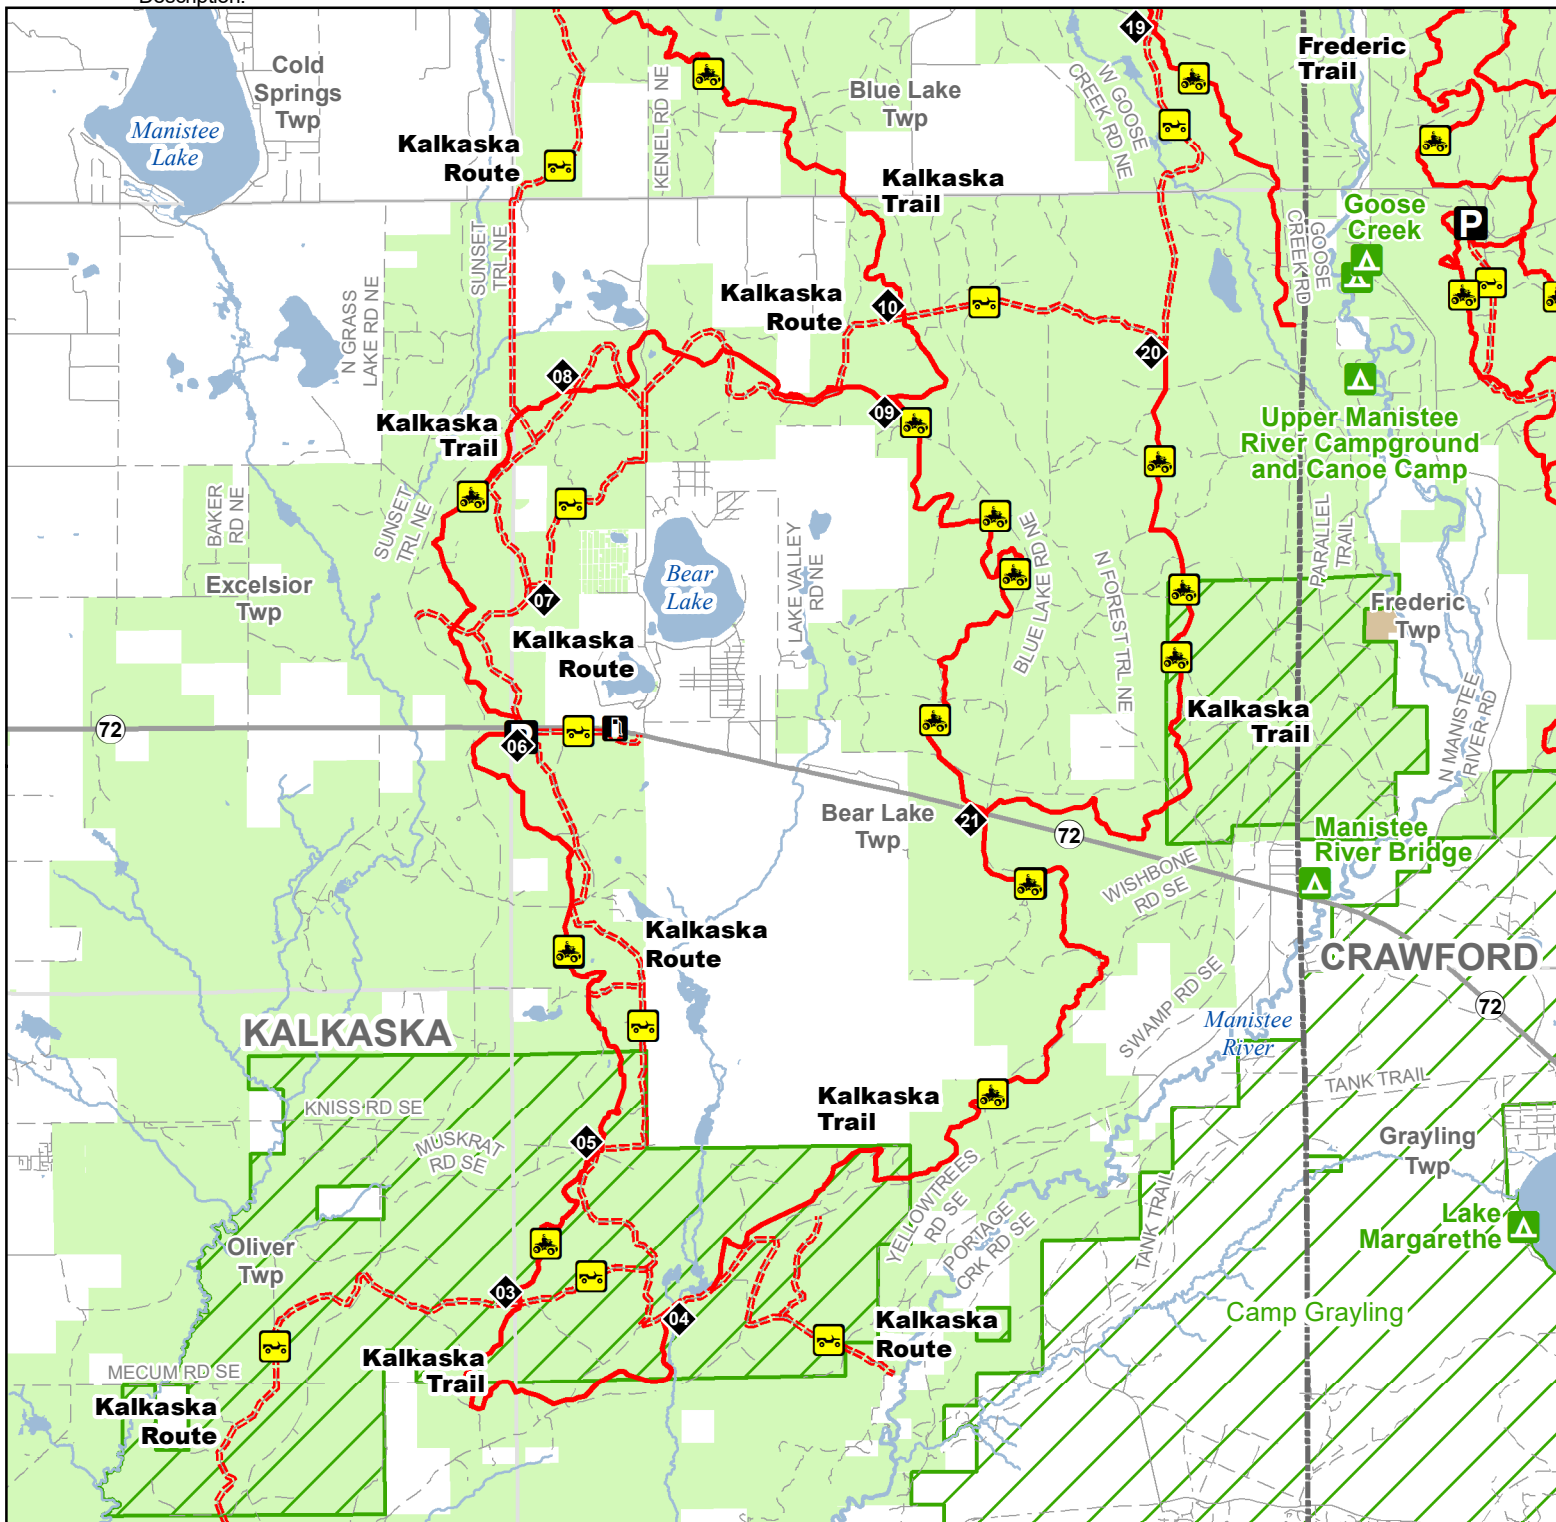 Description:
19
Frederic
Trail
Cold
Springs
Twp
KENEL RD NE
Blue Lake
Twp
W GOOSE
CREEK RD NE
Manistee
Lake
Kalkaska
Route
Kalkaska
Trail
Goose
Creek
P
GOOSE
CREEK RD
SUNSET
TRL NE
Kalkaska
Route
10
N GRASS
LAKE RD NE
20
08
09
Kalkaska
Trail
Upper Manistee
River Campground
and Canoe Camp
BAKER
RD NE
SUNSET
TRL NE
LAKE VALLEY
RD NE
BLUE LAKE RD NE
N FOREST TRL NE
PARALLEL
TRAIL
Excelsior
Twp
Bear
Lake
07
Frederic
Twp
Kalkaska
Route
Kalkaska
Trail
N MANISTEE
RIVER RD
72
P
06
Bear Lake
Twp
21
72
Manistee
River Bridge
WISHBONE
RD SE
Kalkaska
Route
CRAWFORD
72
SWAMP RD SE
Manistee
River
KALKASKA
TANK TRAIL
Kalkaska
Trail
KNISS RD SE
MUSKRAT
RD SE
05
Grayling
Twp
YELLOWTREES
RD SE
PORTAGE
CRK RD SE
TANK TRAIL
Lake
Margarethe
Oliver
Twp
03
04
Camp Grayling
Kalkaska
Route
Kalkaska
Trail
MECUM RD SE
Kalkaska
Route